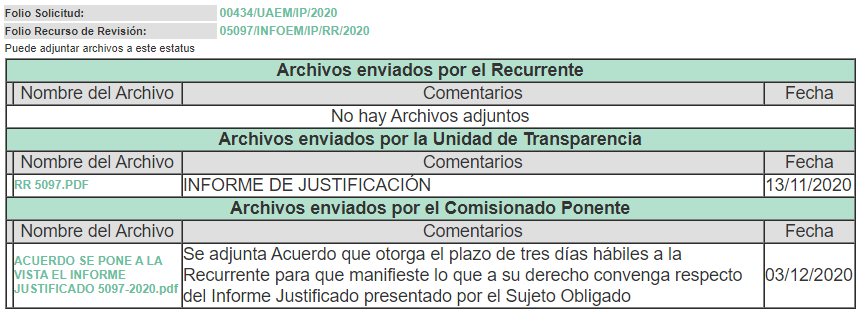 Folio Solicitud: 00434/UAEM/IP/2020
Folio Recurso de Revisión: 05097/INFOEM/IP/RR/2020
Puede adjuntar archivos a este estatus
Archivos enviados por el Recurrente
Nombre del Archivo Comentarios Fecha
No hay Archivos adjuntos
Archivos enviados por la Unidad de Transparencia
Nombre del Archivo Comentarios Fecha
RR 5097.PDF INFORME DE JUSTIFICACIÓN 13/11/2020
Archivos enviados por el Comisionado Ponente
Nombre del Archivo Comentarios Fecha
ACUERDO SE PONE A LA
VISTA EL INFORME
JUSTIFICADO 5097-2020.pdf
Se adjunta Acuerdo que otorga el plazo de tres días hábiles a la
Recurrente para que manifieste lo que a su derecho convenga respecto
del Informe Justificado presentado por el Sujeto Obligado
03/12/2020